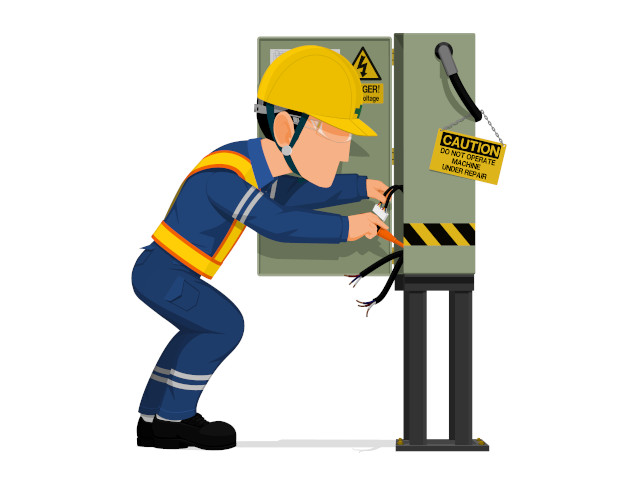 GER!
oltage
CAUTION
DO NOT OPERATE
MACHINE
UNDER REPAIR